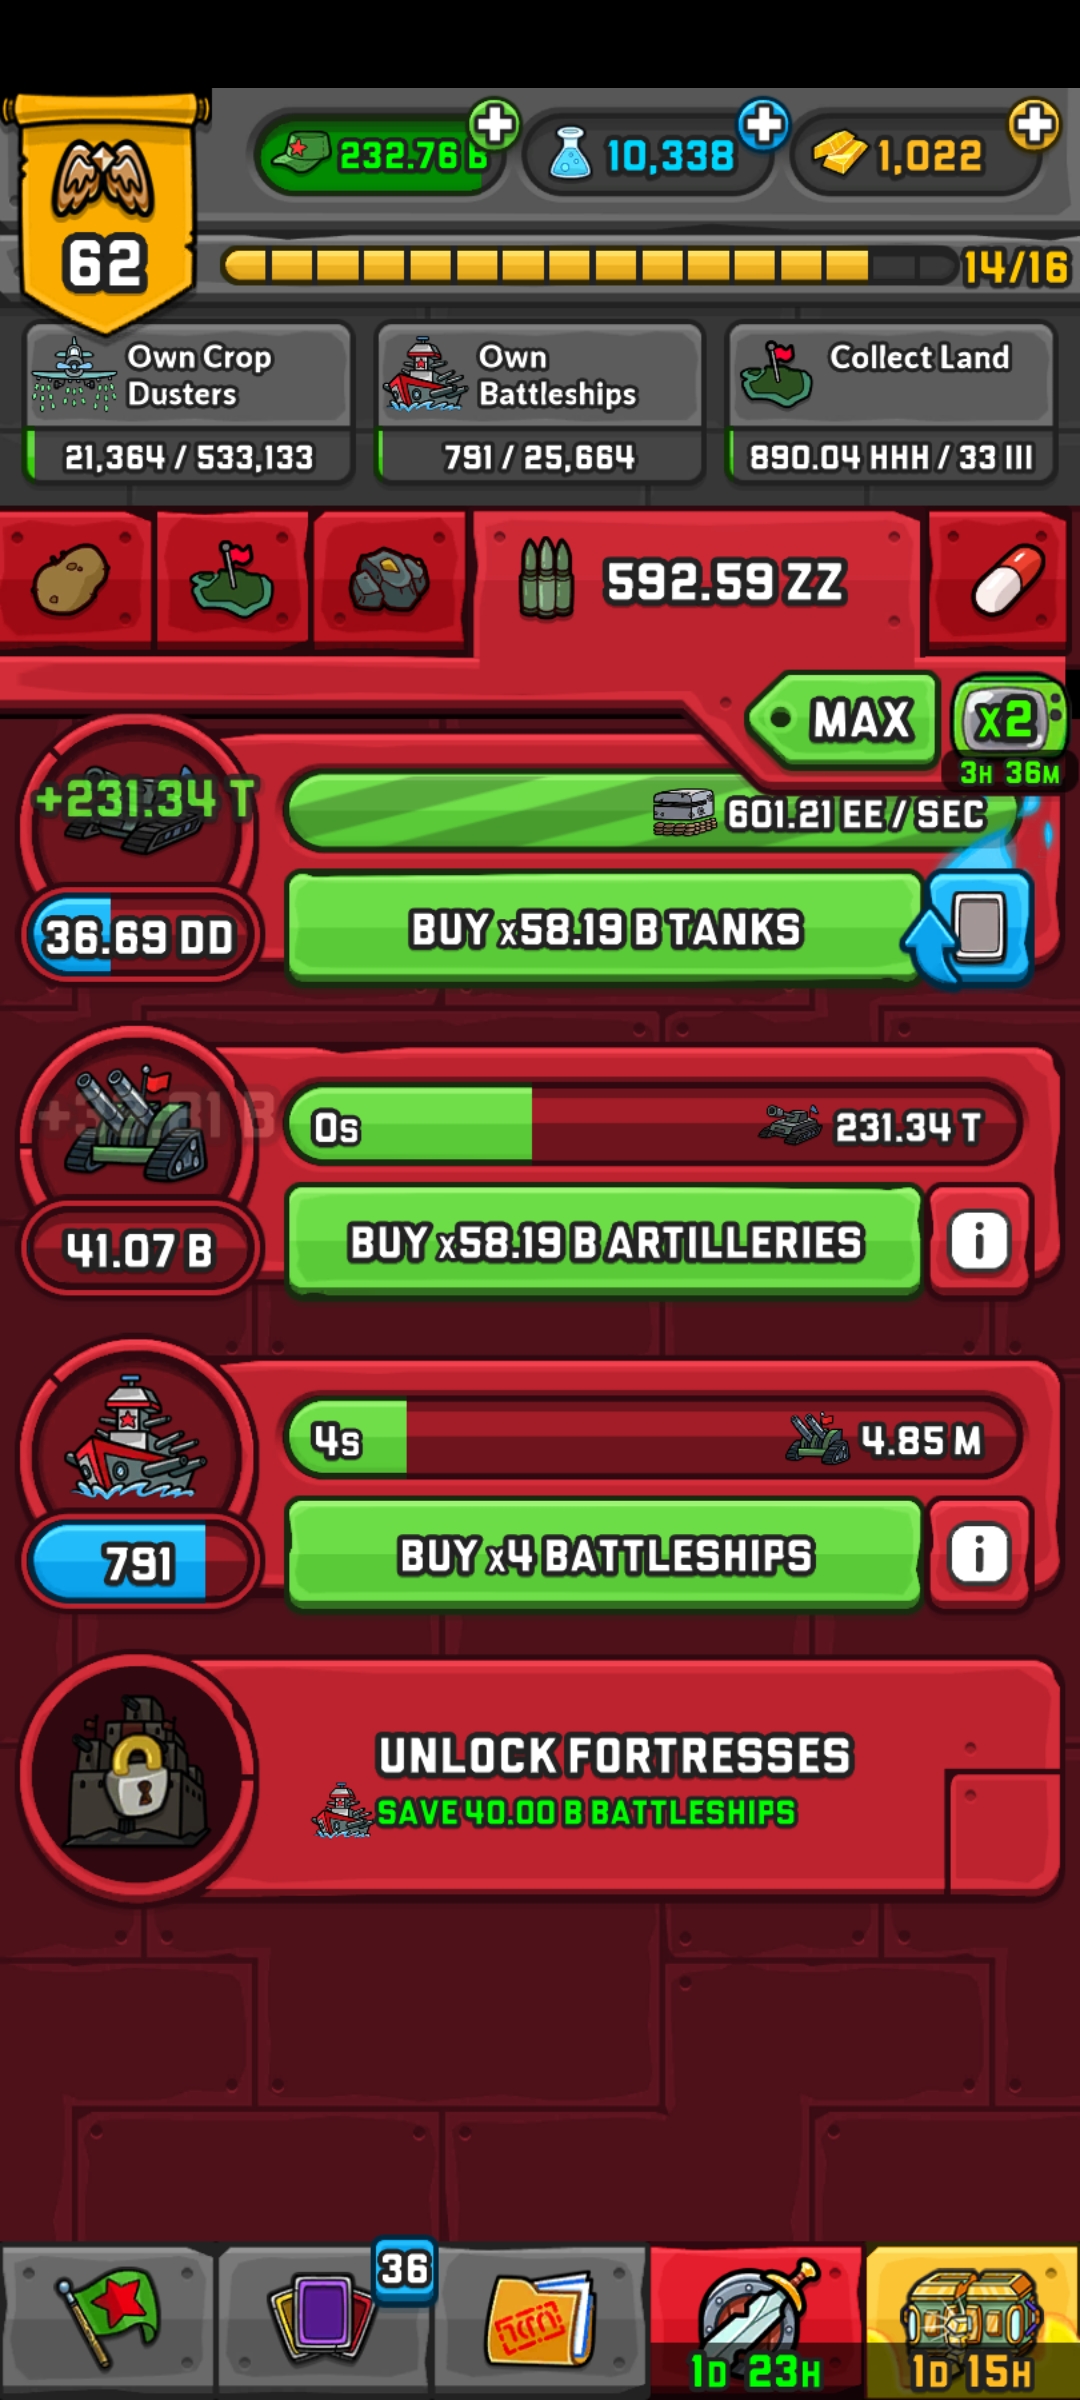 232.76 B
10,338
1,022
62
14/16
Own Crop
Dusters
21,364 / 533,133
Own
Battleships
791 / 25,664
Collect Land
890.04 HHH / 33 III
592.59 ZZ
MAX
x2
3H 36M
+231.34 T
601.21 EE / SEC
36.69 DD
BUY x58.19 B TANKS
0s
231.34 T
41.07 B
BUY x58.19 B ARTILLERIES
i
4s
4.85 M
791
BUY x4 BATTLESHIPS
i
UNLOCK FORTRESSES
SAVE 40.00 B BATTLESHIPS
36
1D 23H
1D 15H